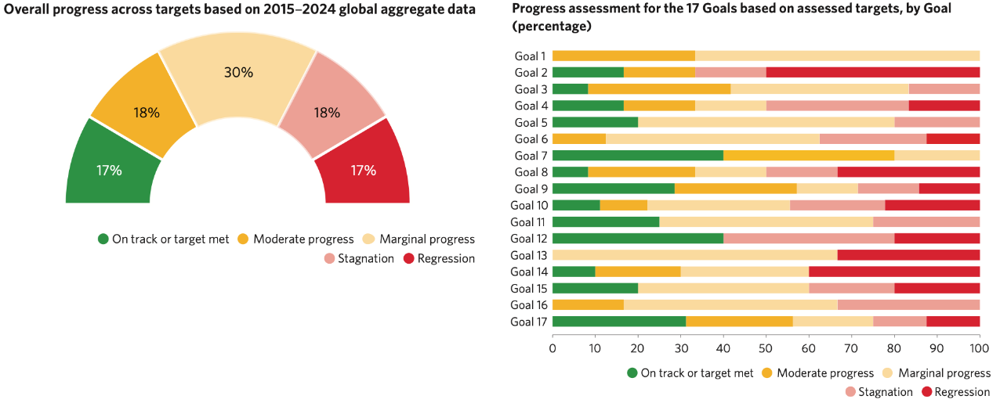 Overall progress across targets based on 2015–2024 global aggregate data
17%
18%
30%
18%
17%
On track or target met
Moderate progress
Marginal progress
Stagnation
Regression
Progress assessment for the 17 Goals based on assessed targets, by Goal
(percentage)
Goal 1
Goal 2
Goal 3
Goal 4
Goal 5
Goal 6
Goal 7
Goal 8
Goal 9
Goal 10
Goal 11
Goal 12
Goal 13
Goal 14
Goal 15
Goal 16
Goal 17
0 10 20 30 40 50 60 70 80 90 100
On track or target met
Moderate progress
Marginal progress
Stagnation
Regression